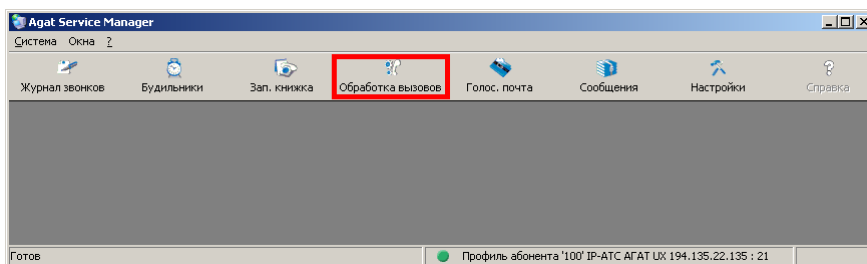 Agat Service Manager
Система Окна ?
Журнал звонков Будильники Зап. книжка Обработка вызовов Голос. почта Сообщения Настройки Справка
Готов Профиль абонента '100' IP-АТС АГАТ UX 194.135.22.135 : 21